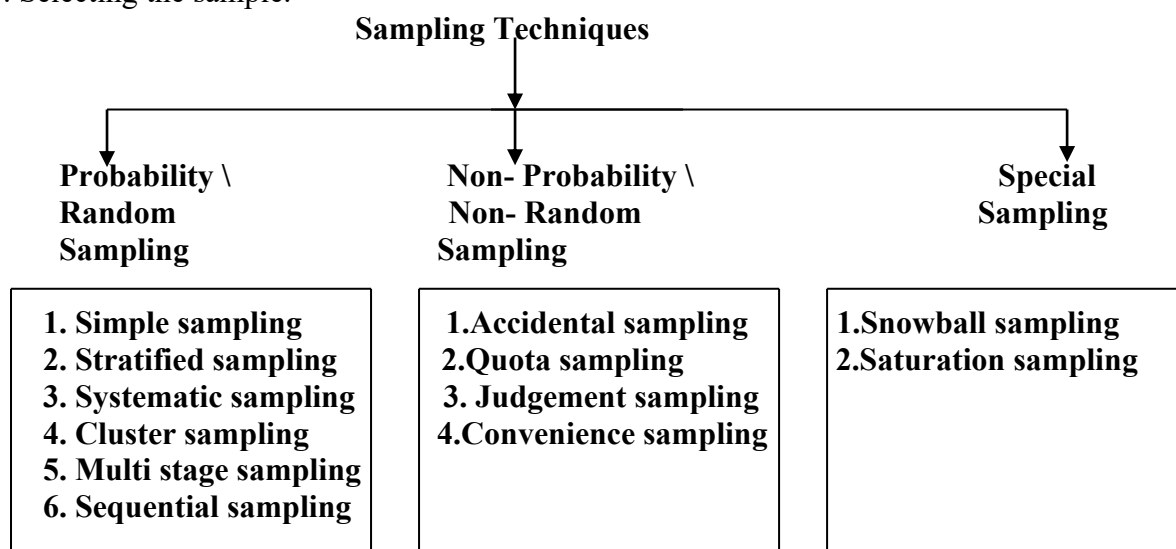 . Selecting the sample.
Sampling Techniques
Probability \
Random
Sampling
Non- Probability \
Non- Random
Sampling
Special
Sampling
1. Simple sampling
2. Stratified sampling
3. Systematic sampling
4. Cluster sampling
5. Multi stage sampling
6. Sequential sampling
1.Accidental sampling
2.Quota sampling
3. Judgement sampling
4.Convenience sampling
1.Snowball sampling
2.Saturation sampling